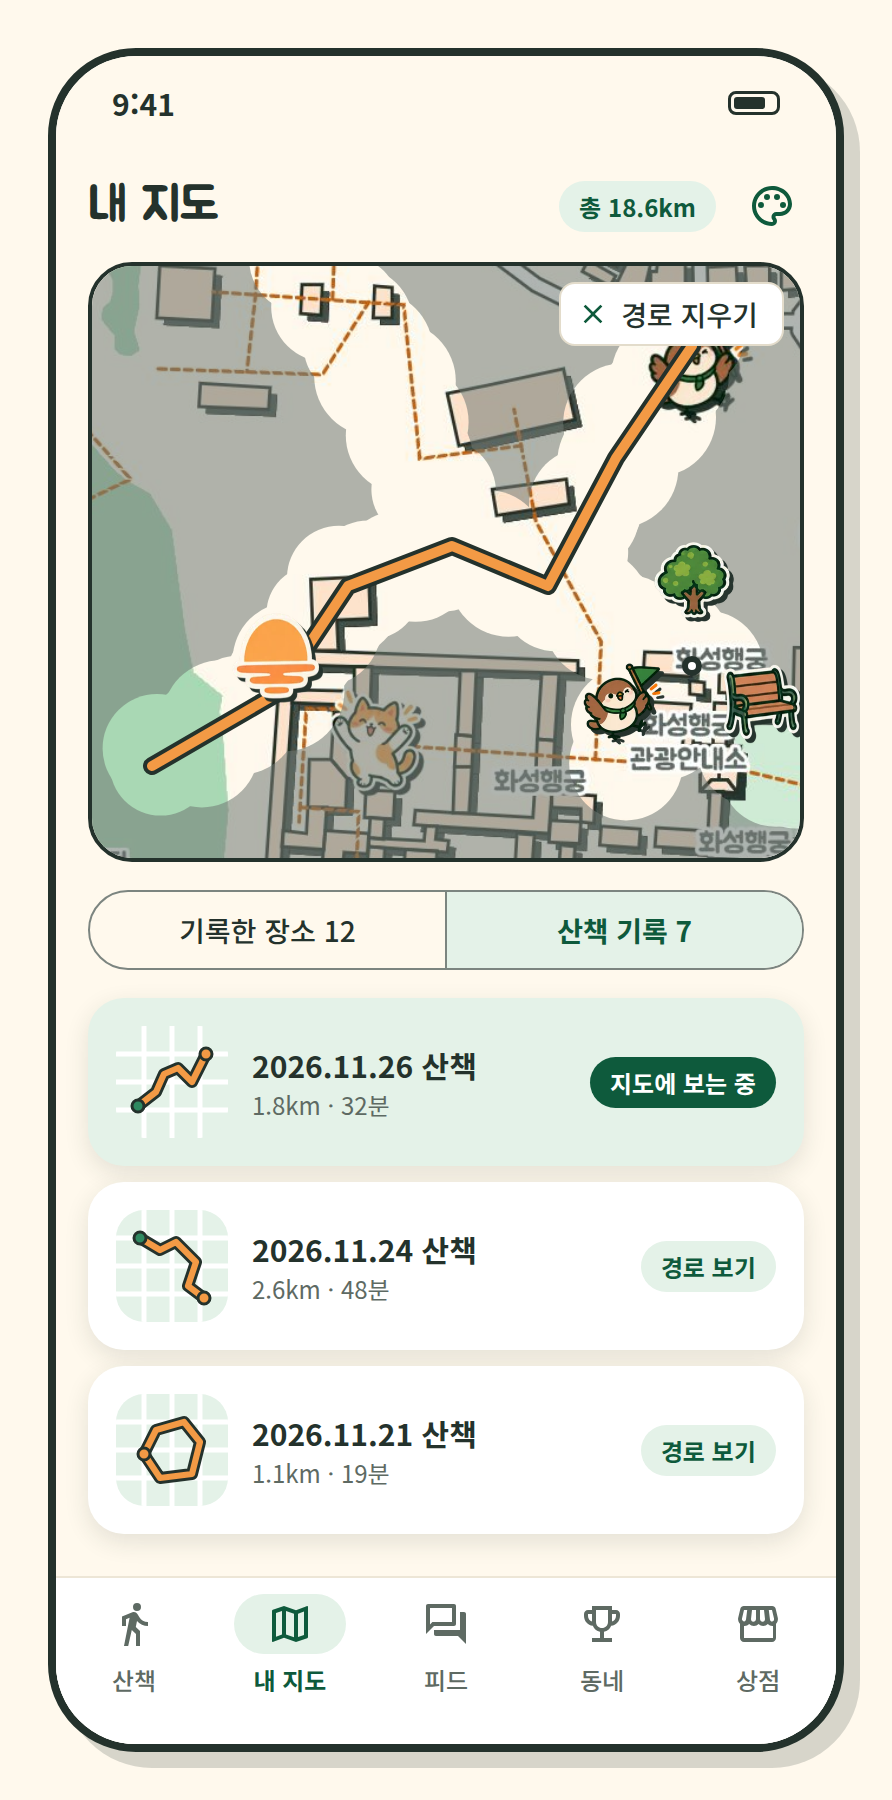 9:41
내 지도
총 18.6km
경로 지우기
화성행궁
화성행궁
관광안내소
화성행궁
화성행궁
기록한 장소 12
산책 기록 7
2026.11.26 산책
1.8km · 32분
지도에 보는 중
2026.11.24 산책
2.6km · 48분
경로 보기
2026.11.21 산책
1.1km · 19분
경로 보기
산책
내 지도
피드
동네
상점